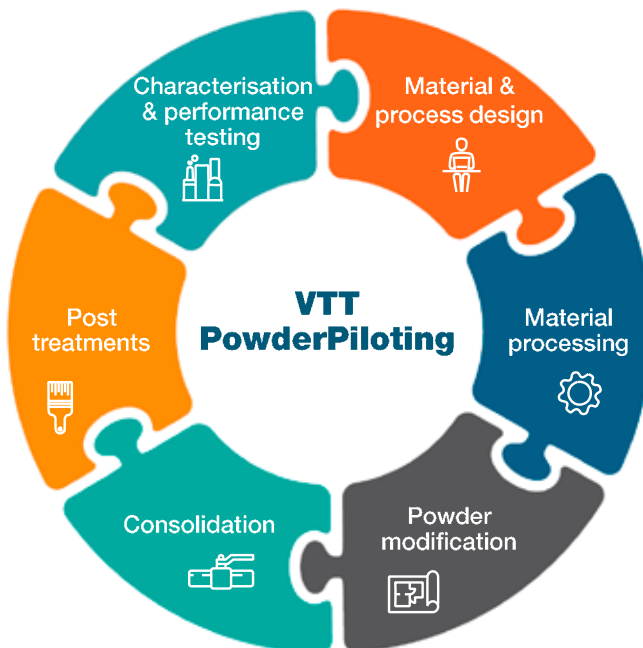 Characterisation
& performance
testing
Material &
process design
VTT
PowderPiloting
Post
treatments
Material
processing
Consolidation
Powder
modification